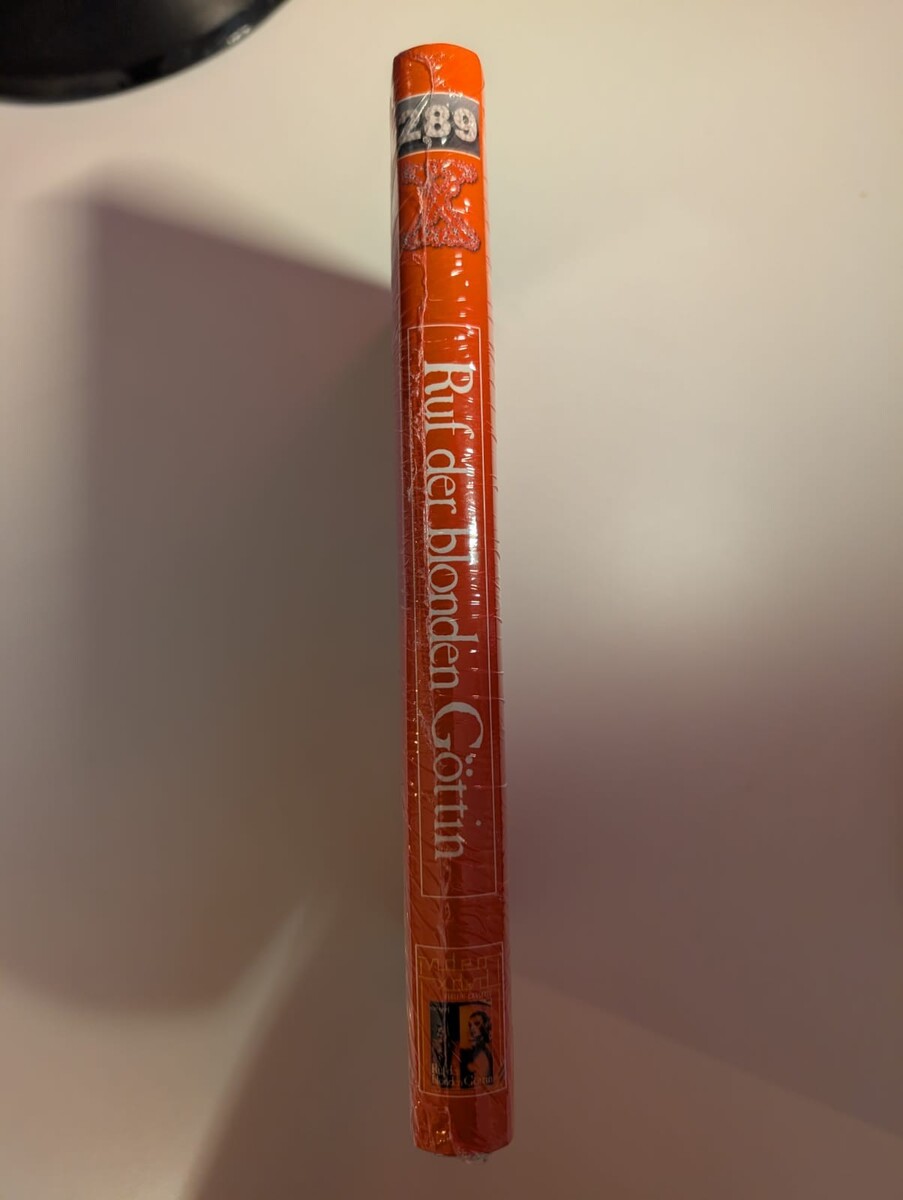 289
X
Ruf der blonden Göttin